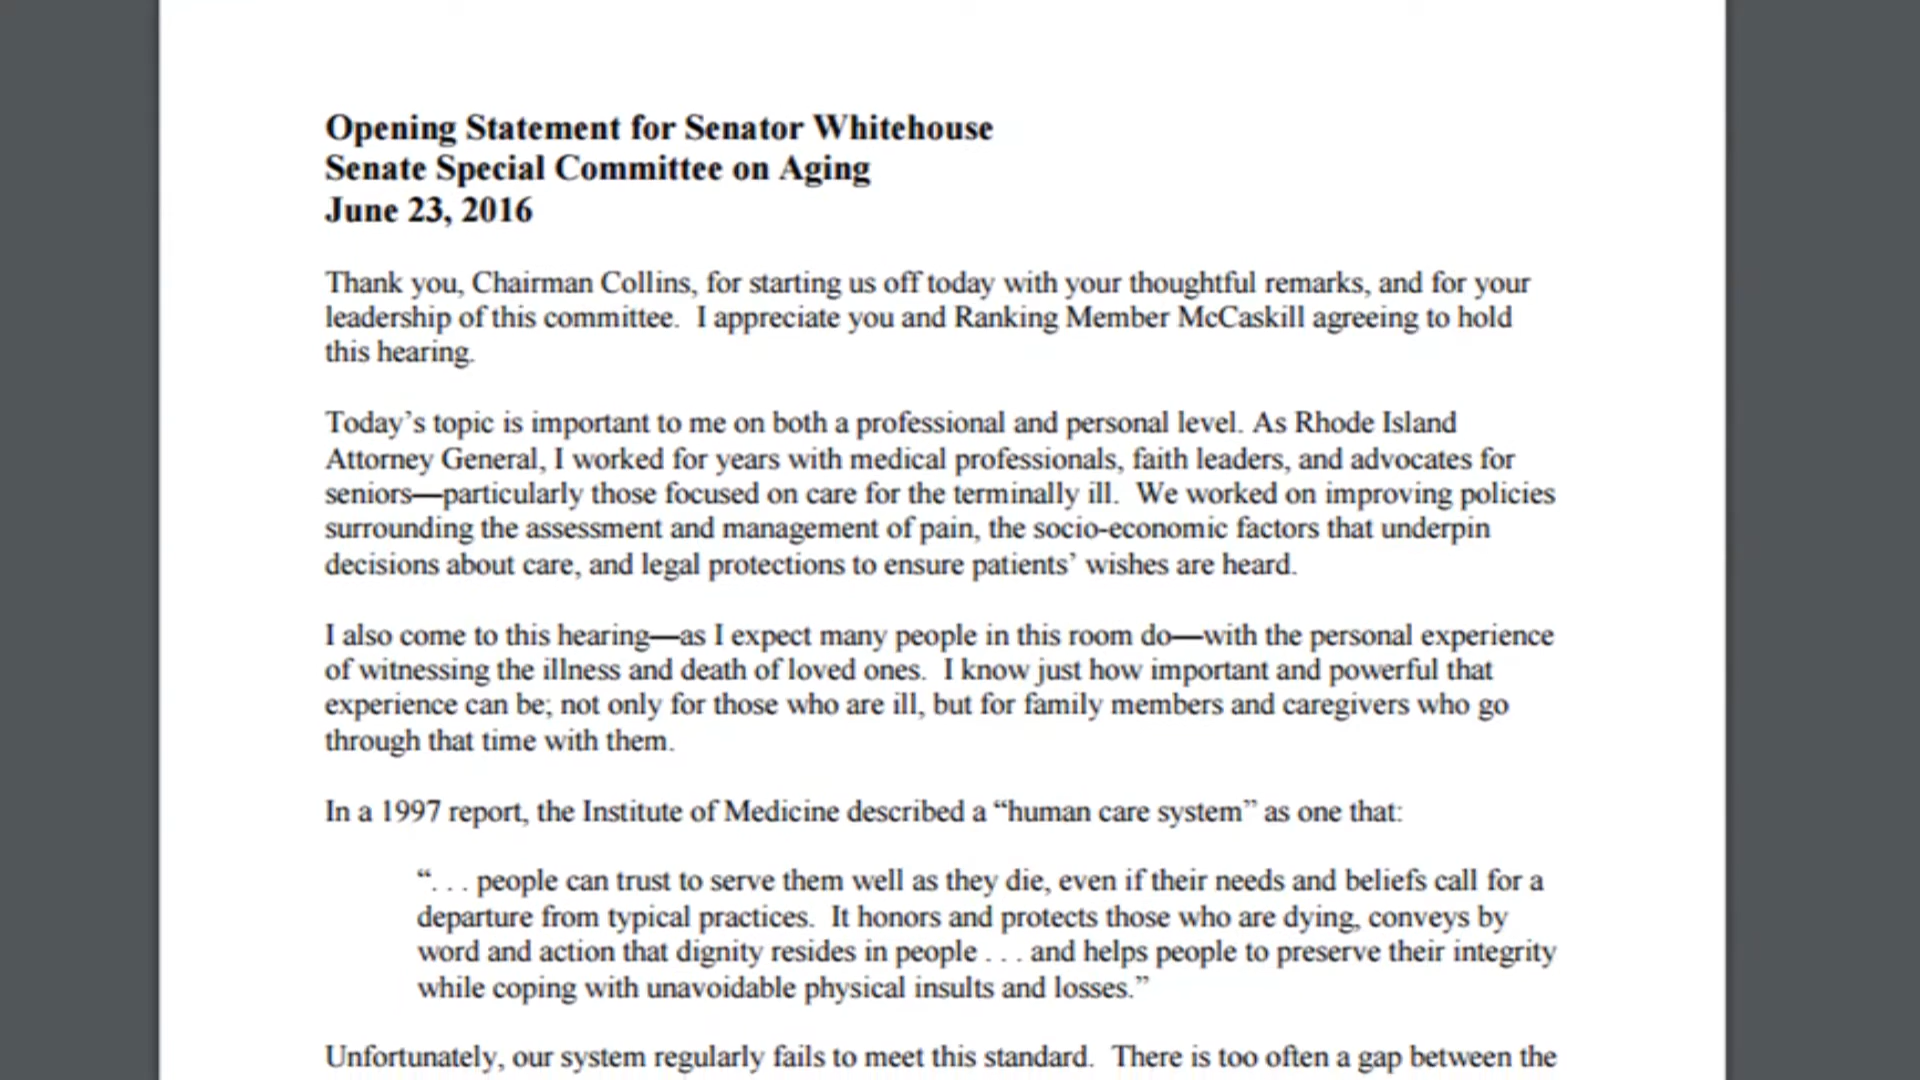 Opening Statement for Senator Whitehouse
Senate Special Committee on Aging
June 23, 2016
Thank you, Chairman Collins, for starting us off today with your thoughtful remarks, and for your
leadership of this committee.  I appreciate you and Ranking Member McCaskill agreeing to hold
this hearing.
Today’s topic is important to me on both a professional and personal level. As Rhode Island
Attorney General, I worked for years with medical professionals, faith leaders, and advocates for
seniors—particularly those focused on care for the terminally ill.  We worked on improving policies
surrounding the assessment and management of pain, the socio-economic factors that underpin
decisions about care, and legal protections to ensure patients’ wishes are heard.
I also come to this hearing—as I expect many people in this room do—with the personal experience
of witnessing the illness and death of loved ones.  I know just how important and powerful that
experience can be; not only for those who are ill, but for family members and caregivers who go
through that time with them.
In a 1997 report, the Institute of Medicine described a “human care system” as one that:
“. . . people can trust to serve them well as they die, even if their needs and beliefs call for a
departure from typical practices.  It honors and protects those who are dying, conveys by
word and action that dignity resides in people . . . and helps people to preserve their integrity
while coping with unavoidable physical insults and losses.”
Unfortunately, our system regularly fails to meet this standard.  There is too often a gap between the